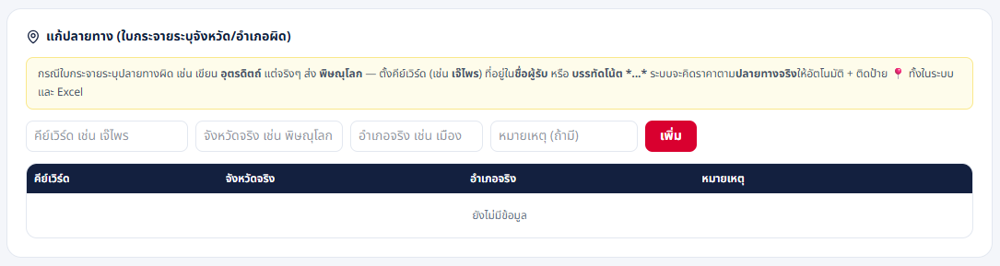 แก้ปลายทาง (ใบกระจายระบุจังหวัด/อำเภอผิด)
กรณีใบกระจายระบุปลายทางผิด เช่น เขียน อุตรดิตถ์ แต่จริงๆ ส่ง พิษณุโลก — ตั้งคีย์เวิร์ด (เช่น เจ๊ไพร) ที่อยู่ในชื่อผู้รับ หรือ บรรทัดโน้ต *...* ระบบจะคิดราคาตามปลายทางจริงให้อัตโนมัติ + ติดป้าย 📍 ทั้งในระบบ
และ Excel
คีย์เวิร์ด เช่น เจ๊ไพร จังหวัดจริง เช่น พิษณุโลก อำเภอจริง เช่น เมือง หมายเหตุ (ถ้ามี) เพิ่ม
คีย์เวิร์ด จังหวัดจริง อำเภอจริง หมายเหตุ
ยังไม่มีข้อมูล